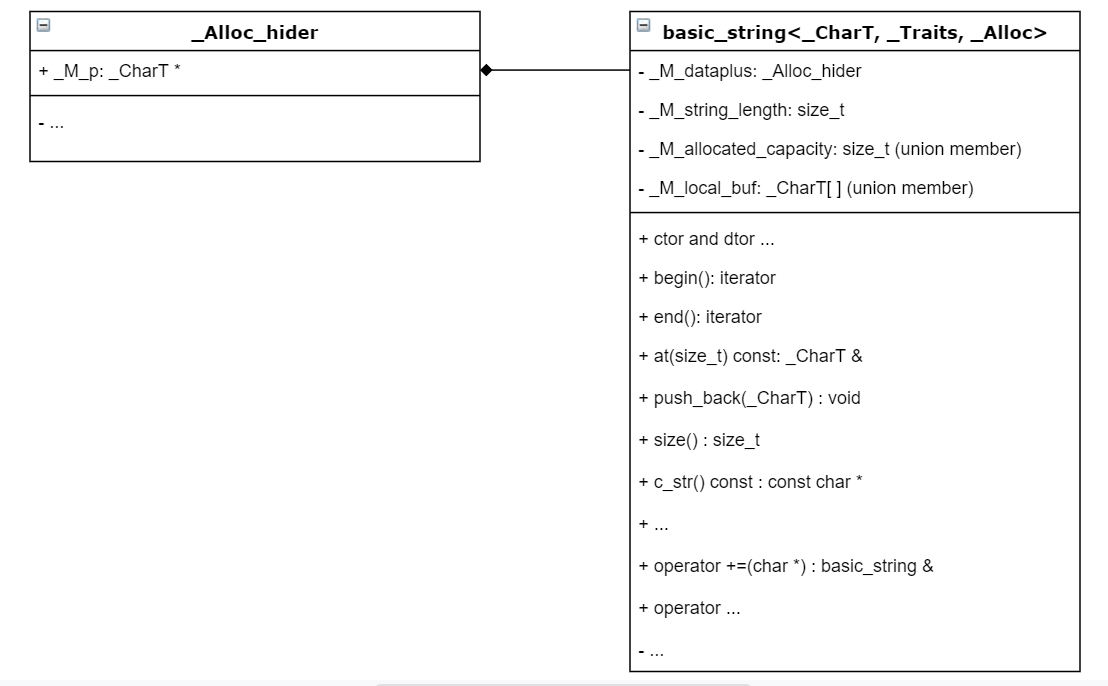 _Alloc_hider
+ _M_p: _CharT *
- ...
basic_string<_CharT, _Traits, _Alloc>
- _M_dataplus: _Alloc_hider
- _M_string_length: size_t
- _M_allocated_capacity: size_t (union member)
- _M_local_buf: _CharT[ ] (union member)
+ ctor and dtor ...
+ begin(): iterator
+ end(): iterator
+ at(size_t) const: _CharT &
+ push_back(_CharT) : void
+ size() : size_t
+ c_str() const : const char *
+ ...
+ operator +=(char *) : basic_string &
+ operator ...
- ...